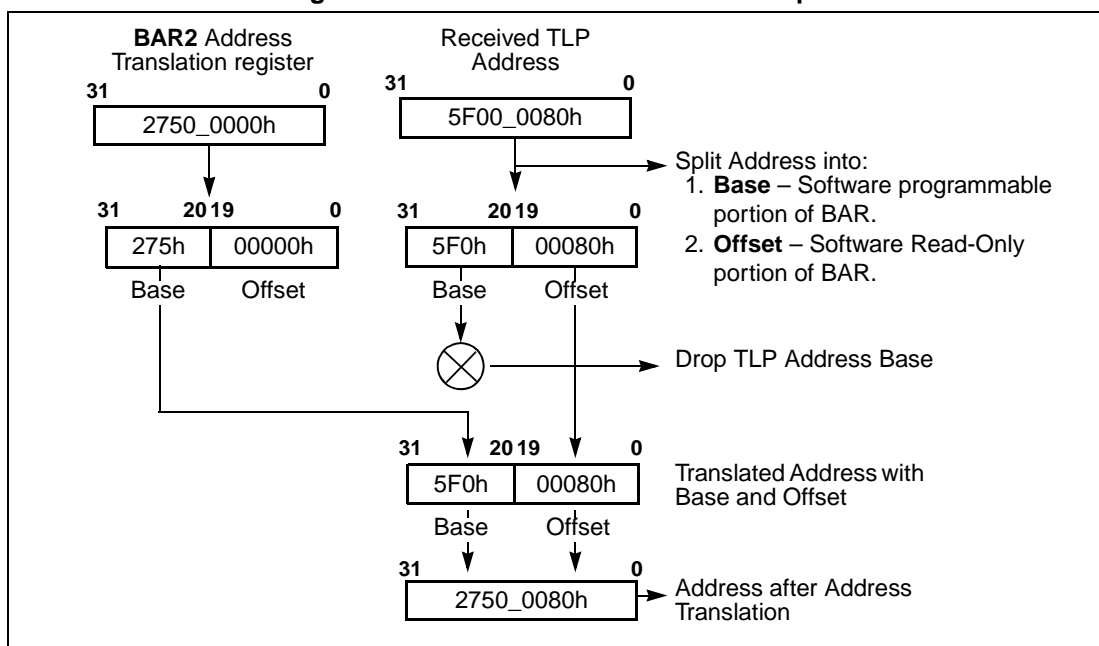 BAR2 Address
Translation register
31 0
2750_0000h
31 20 19 0
275h 00000h
Base Offset
Received TLP
Address
31 0
5F00_0080h
31 20 19 0
5F0h 00080h
Base Offset
Split Address into:
1. Base – Software programmable
portion of BAR.
2. Offset – Software Read-Only
portion of BAR.
Drop TLP Address Base
31 20 19 0
5F0h 00080h
Base Offset
Translated Address with
Base and Offset
31 0
2750_0080h
Address after Address
Translation